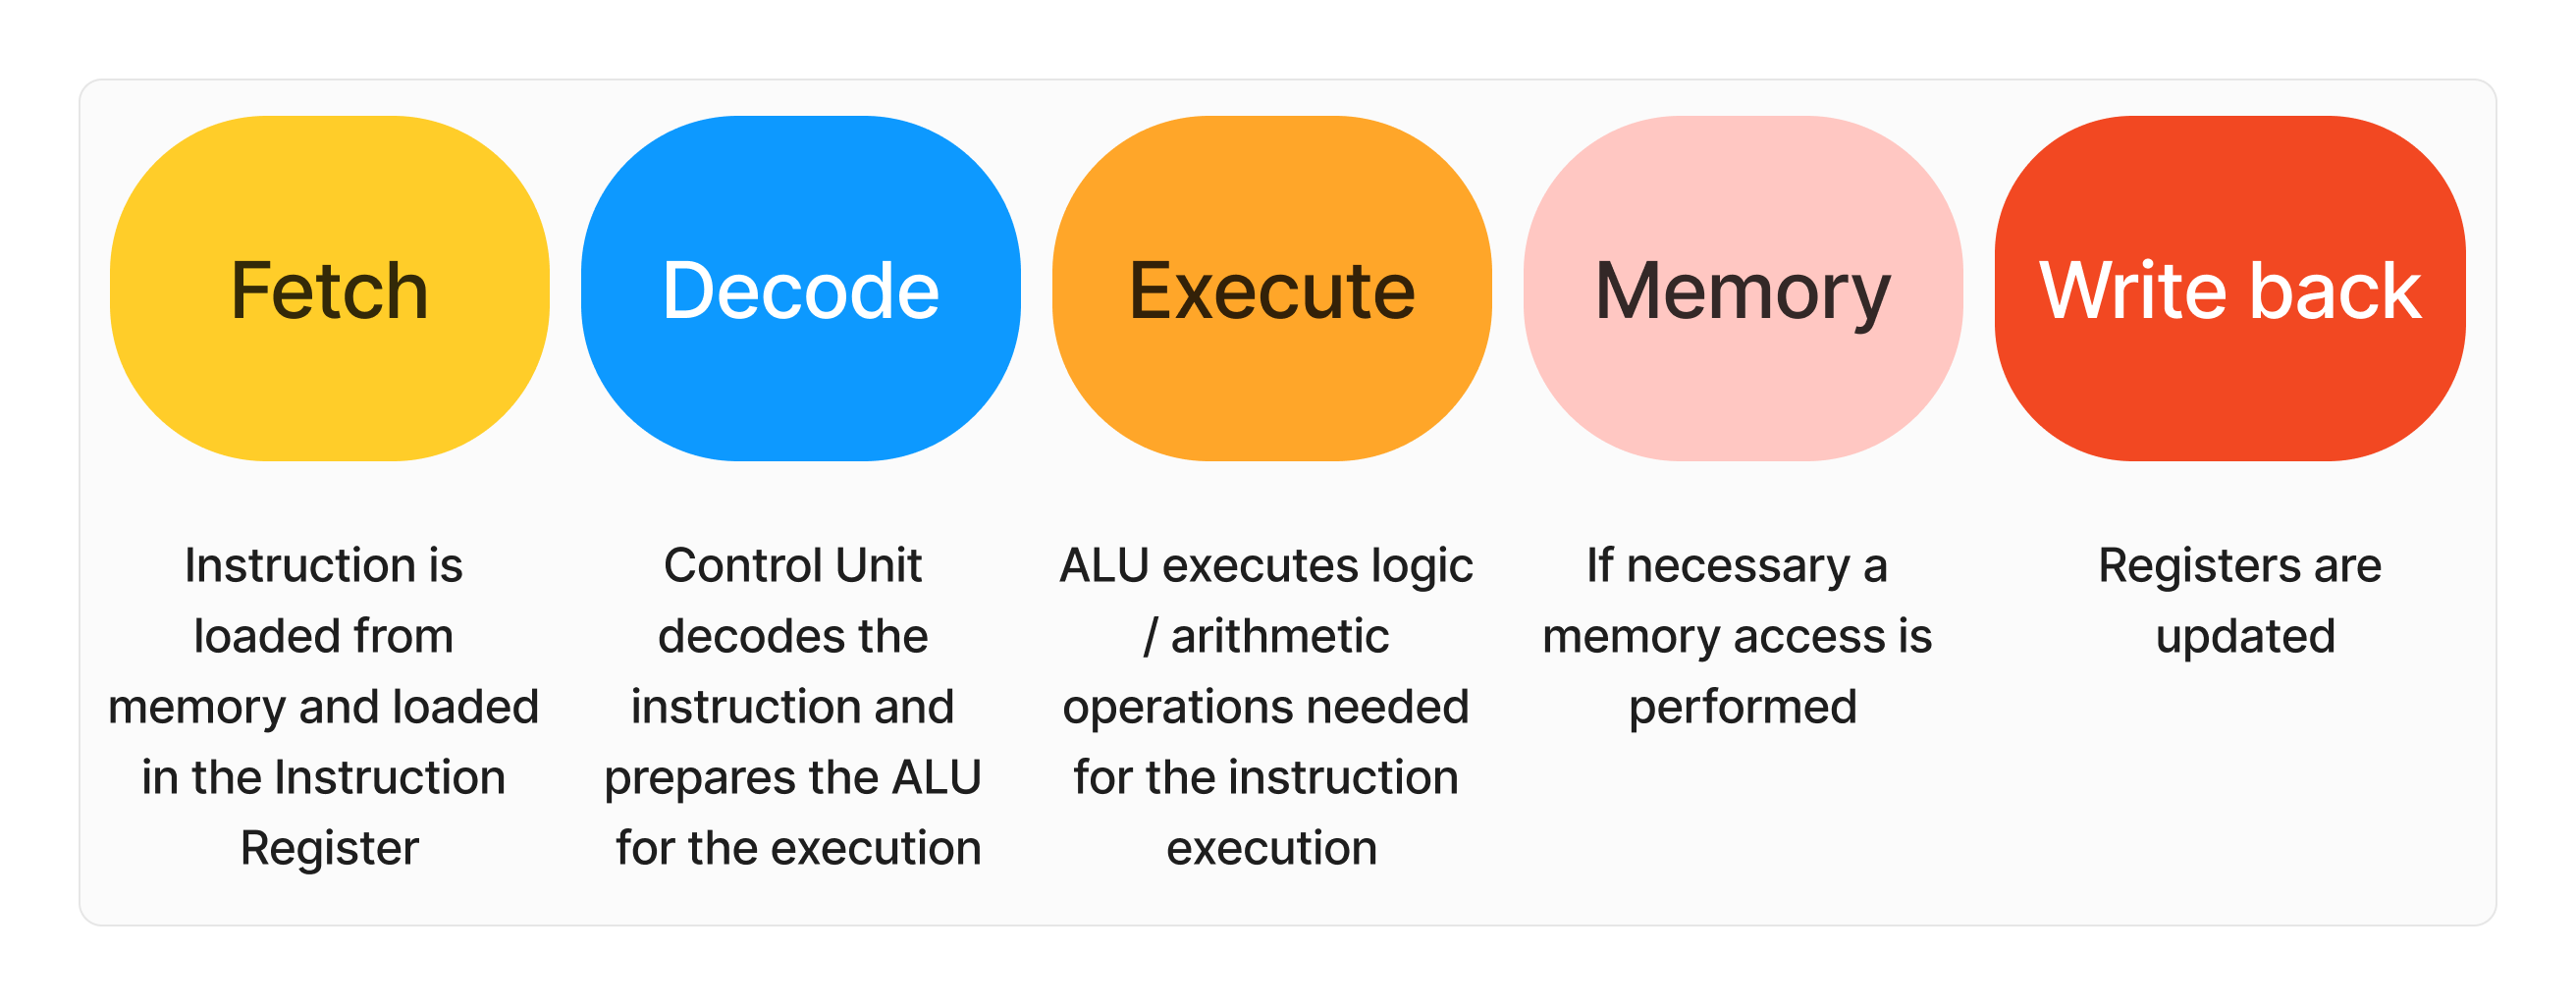 Fetch
Instruction is
loaded from
memory and loaded
in the Instruction
Register
Decode
Control Unit
decodes the
instruction and
prepares the ALU
for the execution
Execute
ALU executes logic
/ arithmetic
operations needed
for the instruction
execution
Memory
If necessary a
memory access is
performed
Write back
Registers are
updated